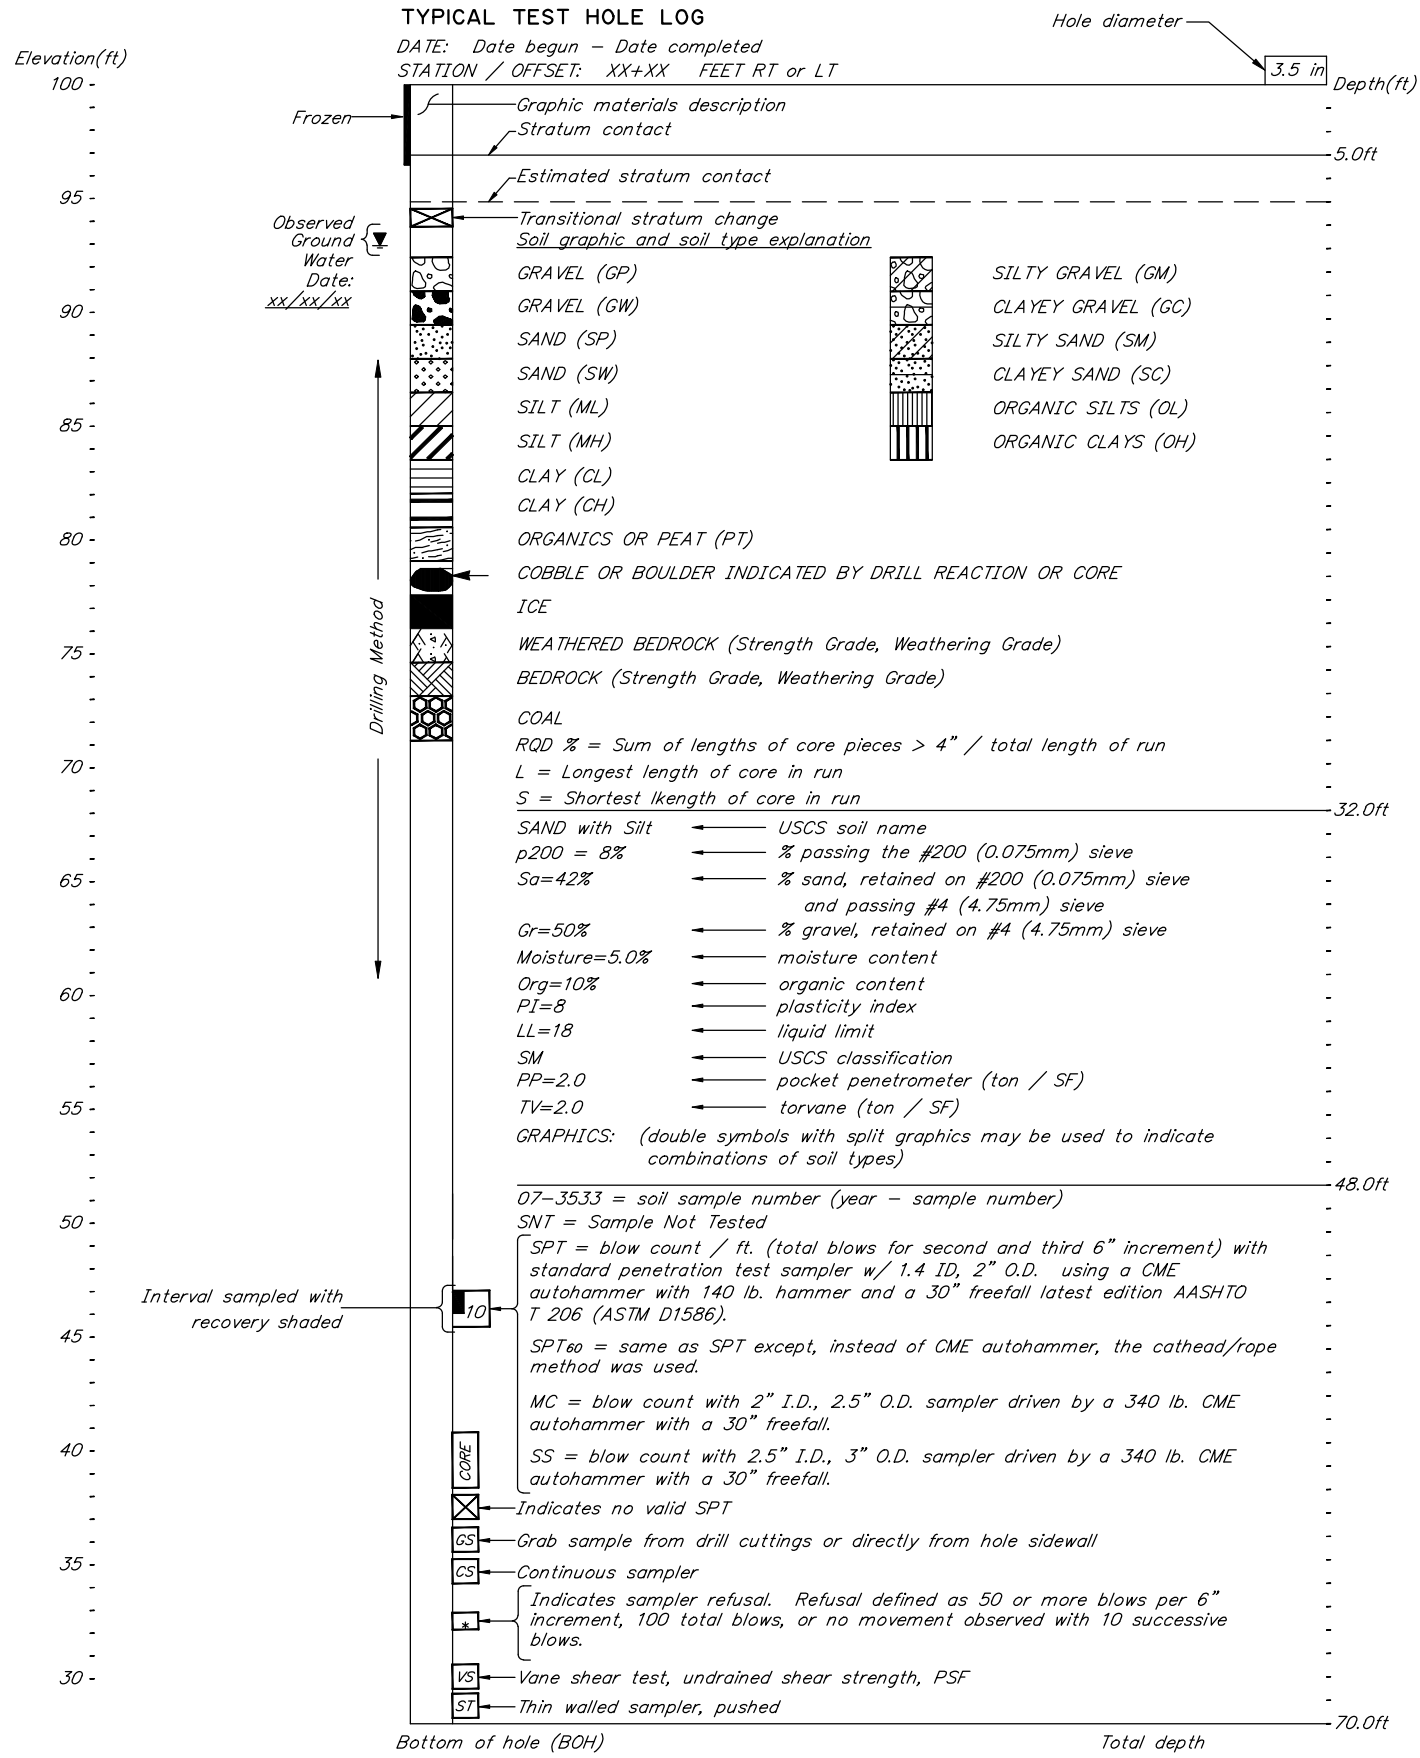 TYPICAL TEST HOLE LOG
Hole diameter
DATE: Date begun – Date completed
Elevation(ft)
STATION / OFFSET: XX+XX FEET RT or LT
3.5 in
100
Depth(ft)
Graphic materials description
Frozen
Stratum contact
5.0ft
Estimated stratum contact
95
Transitional stratum change
Observed
Ground
Water
Date:
xx/xx/xx
Soil graphic and soil type explanation
GRAVEL (GP)
SILTY GRAVEL (GM)
GRAVEL (GW)
CLAYEY GRAVEL (GC)
90
SAND (SP)
SILTY SAND (SM)
SAND (SW)
CLAYEY SAND (SC)
SILT (ML)
ORGANIC SILTS (OL)
85
SILT (MH)
ORGANIC CLAYS (OH)
CLAY (CL)
CLAY (CH)
80
ORGANICS OR PEAT (PT)
COBBLE OR BOULDER INDICATED BY DRILL REACTION OR CORE
ICE
Drilling Method
WEATHERED BEDROCK (Strength Grade, Weathering Grade)
75
BEDROCK (Strength Grade, Weathering Grade)
COAL
RQD % = Sum of lengths of core pieces > 4” / total length of run
70
L = Longest length of core in run
S = Shortest lkength of core in run
32.0ft
SAND with Silt USCS soil name
p200 = 8% % passing the #200 (0.075mm) sieve
65
Sa=42% % sand, retained on #200 (0.075mm) sieve
and passing #4 (4.75mm) sieve
Gr=50% % gravel, retained on #4 (4.75mm) sieve
Moisture=5.0% moisture content
Org=10% organic content
60
PI=8 plasticity index
LL=18 liquid limit
SM USCS classification
PP=2.0 pocket penetrometer (ton / SF)
55
TV=2.0 torvane (ton / SF)
GRAPHICS: (double symbols with split graphics may be used to indicate
combinations of soil types)
48.0ft
07–3533 = soil sample number (year – sample number)
50
SNT = Sample Not Tested
SPT = blow count / ft. (total blows for second and third 6” increment) with
standard penetration test sampler w/ 1.4 ID, 2” O.D. using a CME
autohammer with 140 lb. hammer and a 30” freefall latest edition AASHTO
T 206 (ASTM D1586).
Interval sampled with
recovery shaded
10
45
SPT60 = same as SPT except, instead of CME autohammer, the cathead/rope
method was used.
MC = blow count with 2” I.D., 2.5” O.D. sampler driven by a 340 lb. CME
autohammer with a 30” freefall.
40
CORE
SS = blow count with 2.5” I.D., 3” O.D. sampler driven by a 340 lb. CME
autohammer with a 30” freefall.
Indicates no valid SPT
GS Grab sample from drill cuttings or directly from hole sidewall
35
CS Continuous sampler
Indicates sampler refusal. Refusal defined as 50 or more blows per 6”
* increment, 100 total blows, or no movement observed with 10 successive
blows.
30
VS Vane shear test, undrained shear strength, PSF
ST Thin walled sampler, pushed
70.0ft
Bottom of hole (BOH)
Total depth